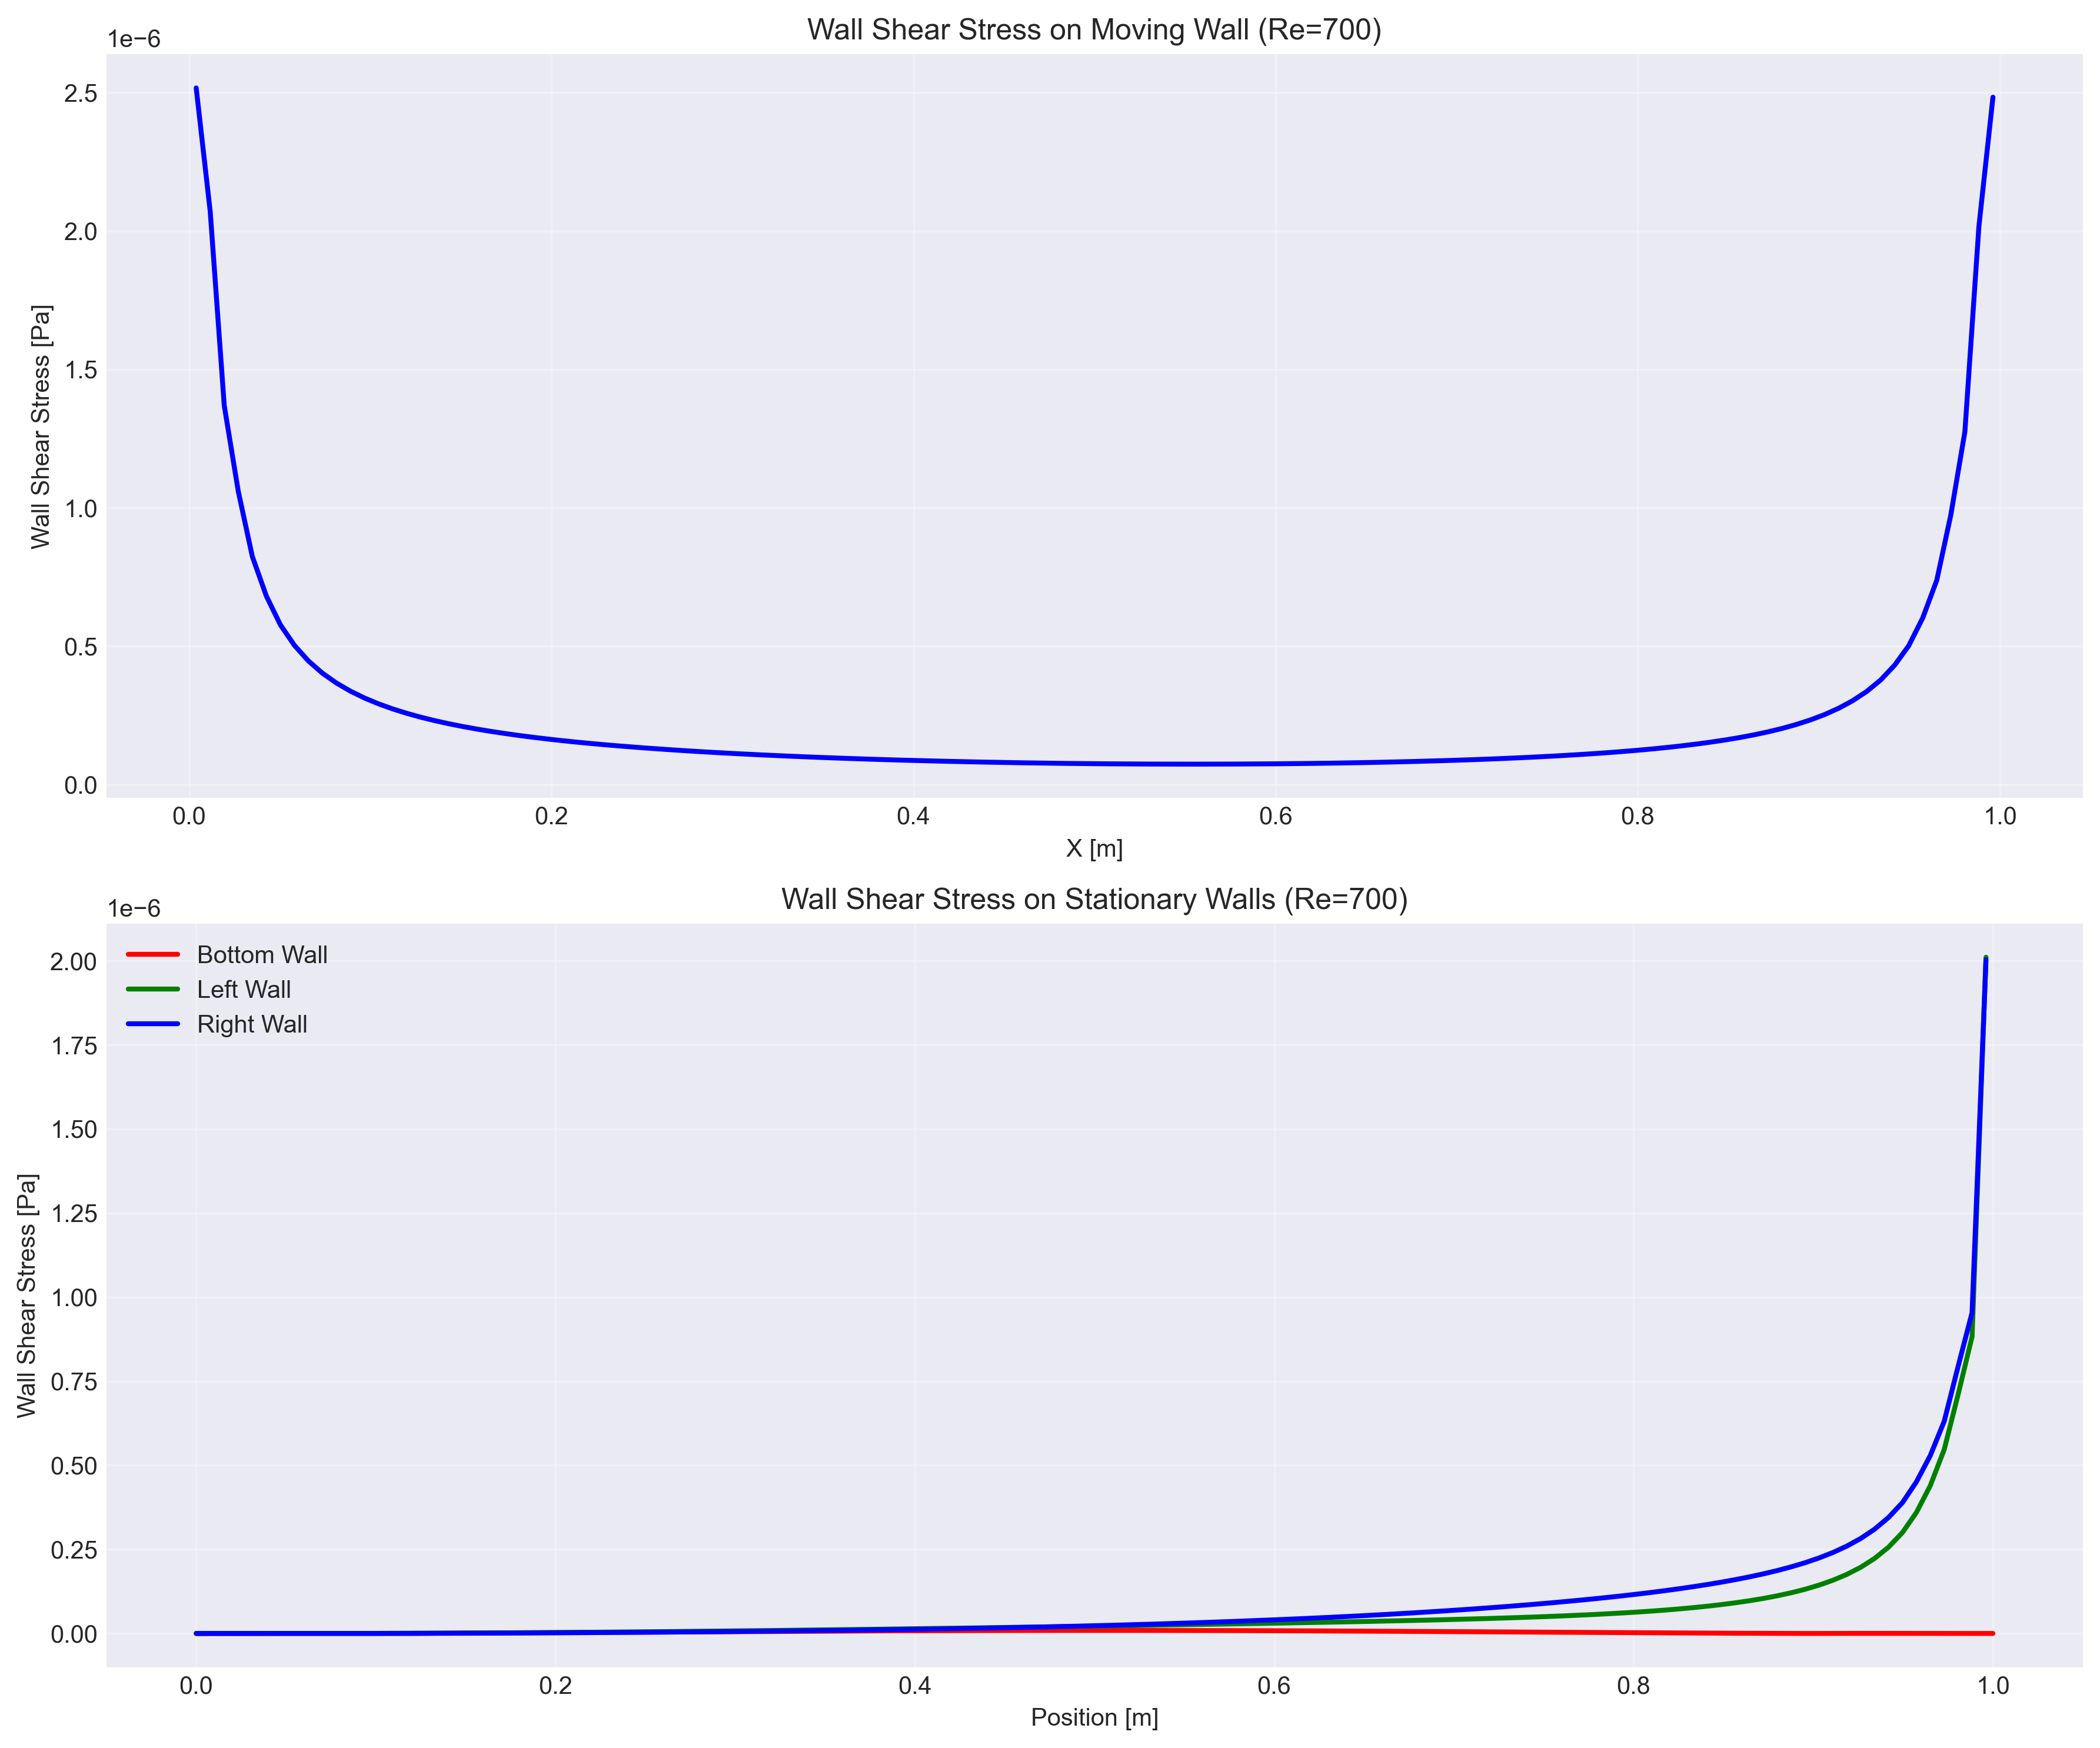 Wall Shear Stress on Moving Wall (Re=700)
1e−6
2.5
2.0
1.5
1.0
0.5
0.0
Wall Shear Stress [Pa]
0.0 0.2 0.4 0.6 0.8 1.0
X [m]
Wall Shear Stress on Stationary Walls (Re=700)
1e−6
Bottom Wall
Left Wall
Right Wall
2.00
1.75
1.50
1.25
1.00
0.75
0.50
0.25
0.00
Wall Shear Stress [Pa]
0.0 0.2 0.4 0.6 0.8 1.0
Position [m]